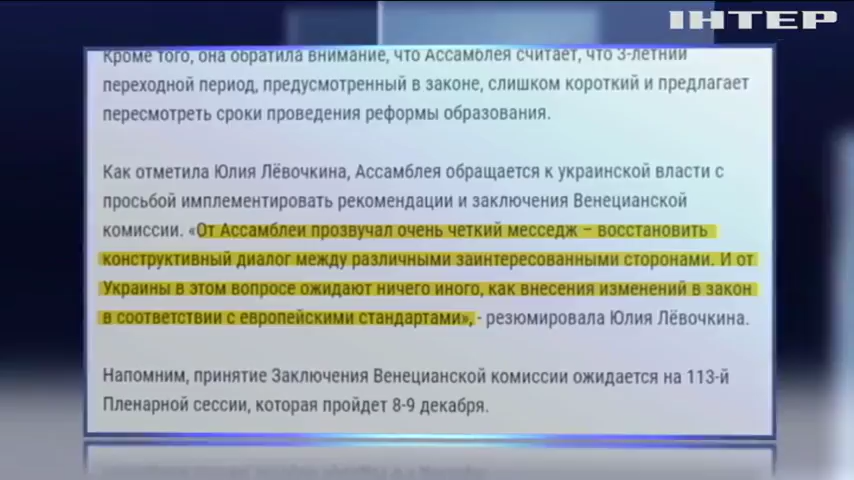 ІНТЕР
Кроме того, она обратила внимание, что Ассамблея считает, что 3-летний
переходной период, предусмотренный в законе, слишком короткий и предлагает
пересмотреть сроки проведения реформы образования.
Как отметила Юлия Лёвочкина, Ассамблея обращается к украинской власти с
просьбой имплементировать рекомендации и заключения Венецианской
комиссии. «От Ассамблеи прозвучал очень четкий месседж – восстановить
конструктивный диалог между различными заинтересованными сторонами. И от
Украины в этом вопросе ожидают ничего иного, как внесения изменений в закон
в соответствии с европейскими стандартами», - резюмировала Юлия Лёвочкина.
Напомним, принятие Заключения Венецианской комиссии ожидается на 113-й
Пленарной сессии, которая пройдет 8-9 декабря.